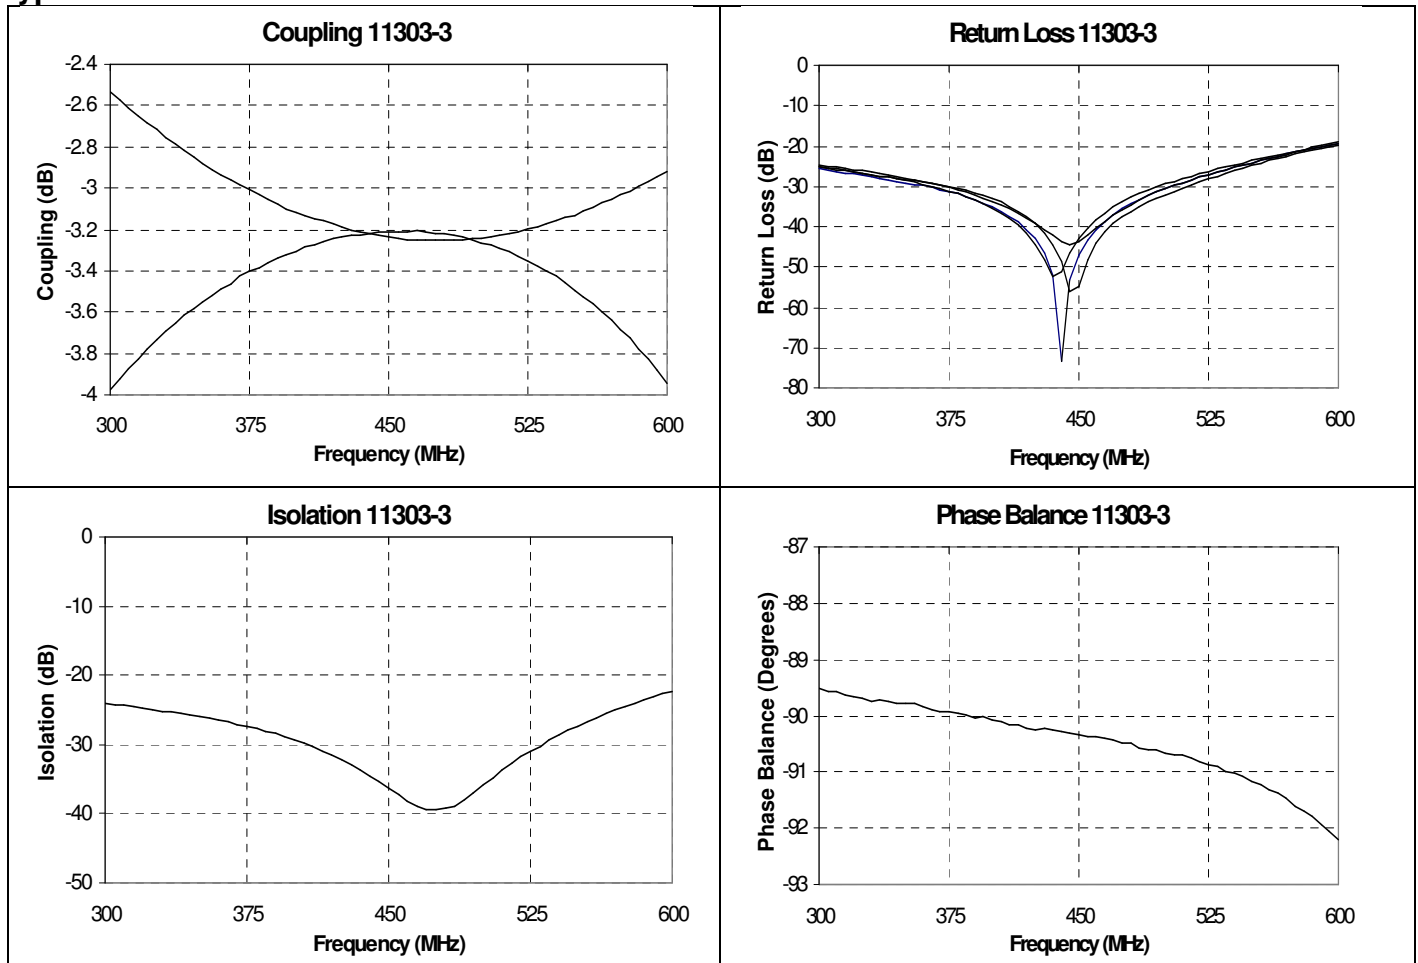 Coupling 11303-3
-2.4
-2.6
-2.8
-3
-3.2
-3.4
-3.6
-3.8
-4
Coupling (dB)
300 375 450 525 600
Frequency (MHz)
Return Loss 11303-3
0
-10
-20
-30
-40
-50
-60
-70
-80
Return Loss (dB)
300 375 450 525 600
Frequency (MHz)
Isolation 11303-3
0
-10
-20
-30
-40
-50
Isolation (dB)
300 375 450 525 600
Frequency (MHz)
Phase Balance 11303-3
-87
-88
-89
-90
-91
-92
-93
Phase Balance (Degrees)
300 375 450 525 600
Frequency (MHz)